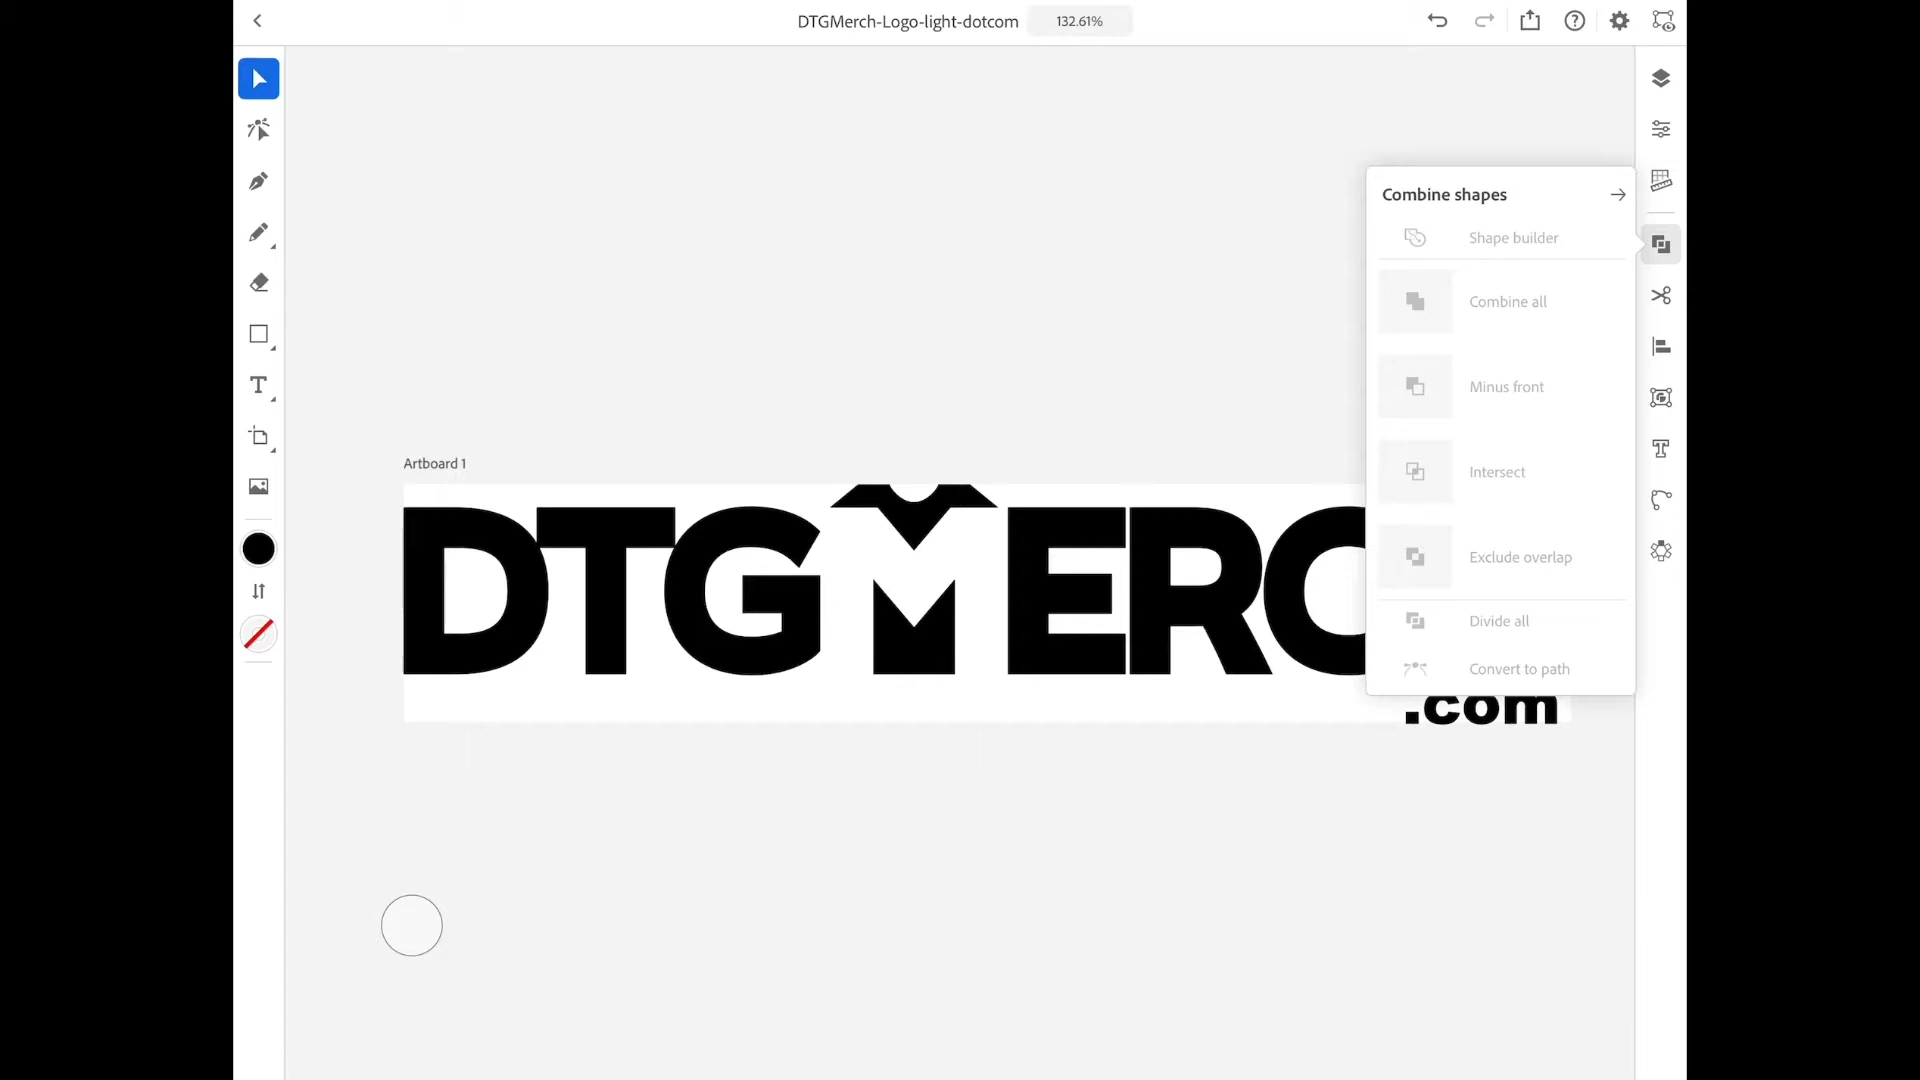 DTGMerch-Logo-light-dotcom 132.61%
Combine shapes
Shape builder
Combine all
Minus front
Intersect
Exclude overlap
Divide all
Convert to path
Artboard 1
DTGMERC
.com